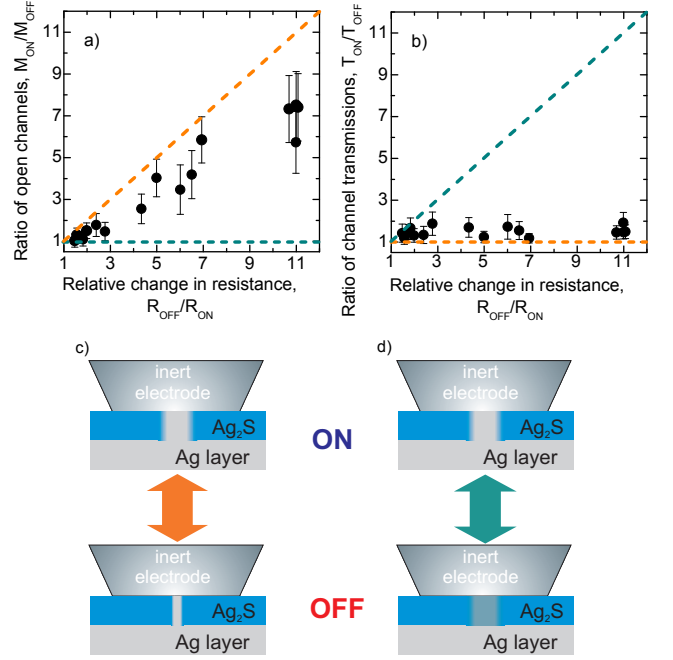 a)
Ratio of open channels, M_ON/M_OFF
11
9
7
5
3
1
1 3 5 7 9 11
Relative change in resistance,
R_OFF/R_ON
b)
Ratio of channel transmissions, T_ON/T_OFF
11
9
7
5
3
1
1 3 5 7 9 11
Relative change in resistance,
R_OFF/R_ON
c)
inert
electrode
Ag₂S
Ag layer
d)
inert
electrode
Ag₂S
Ag layer
ON
inert
electrode
Ag₂S
Ag layer
inert
electrode
Ag₂S
Ag layer
OFF